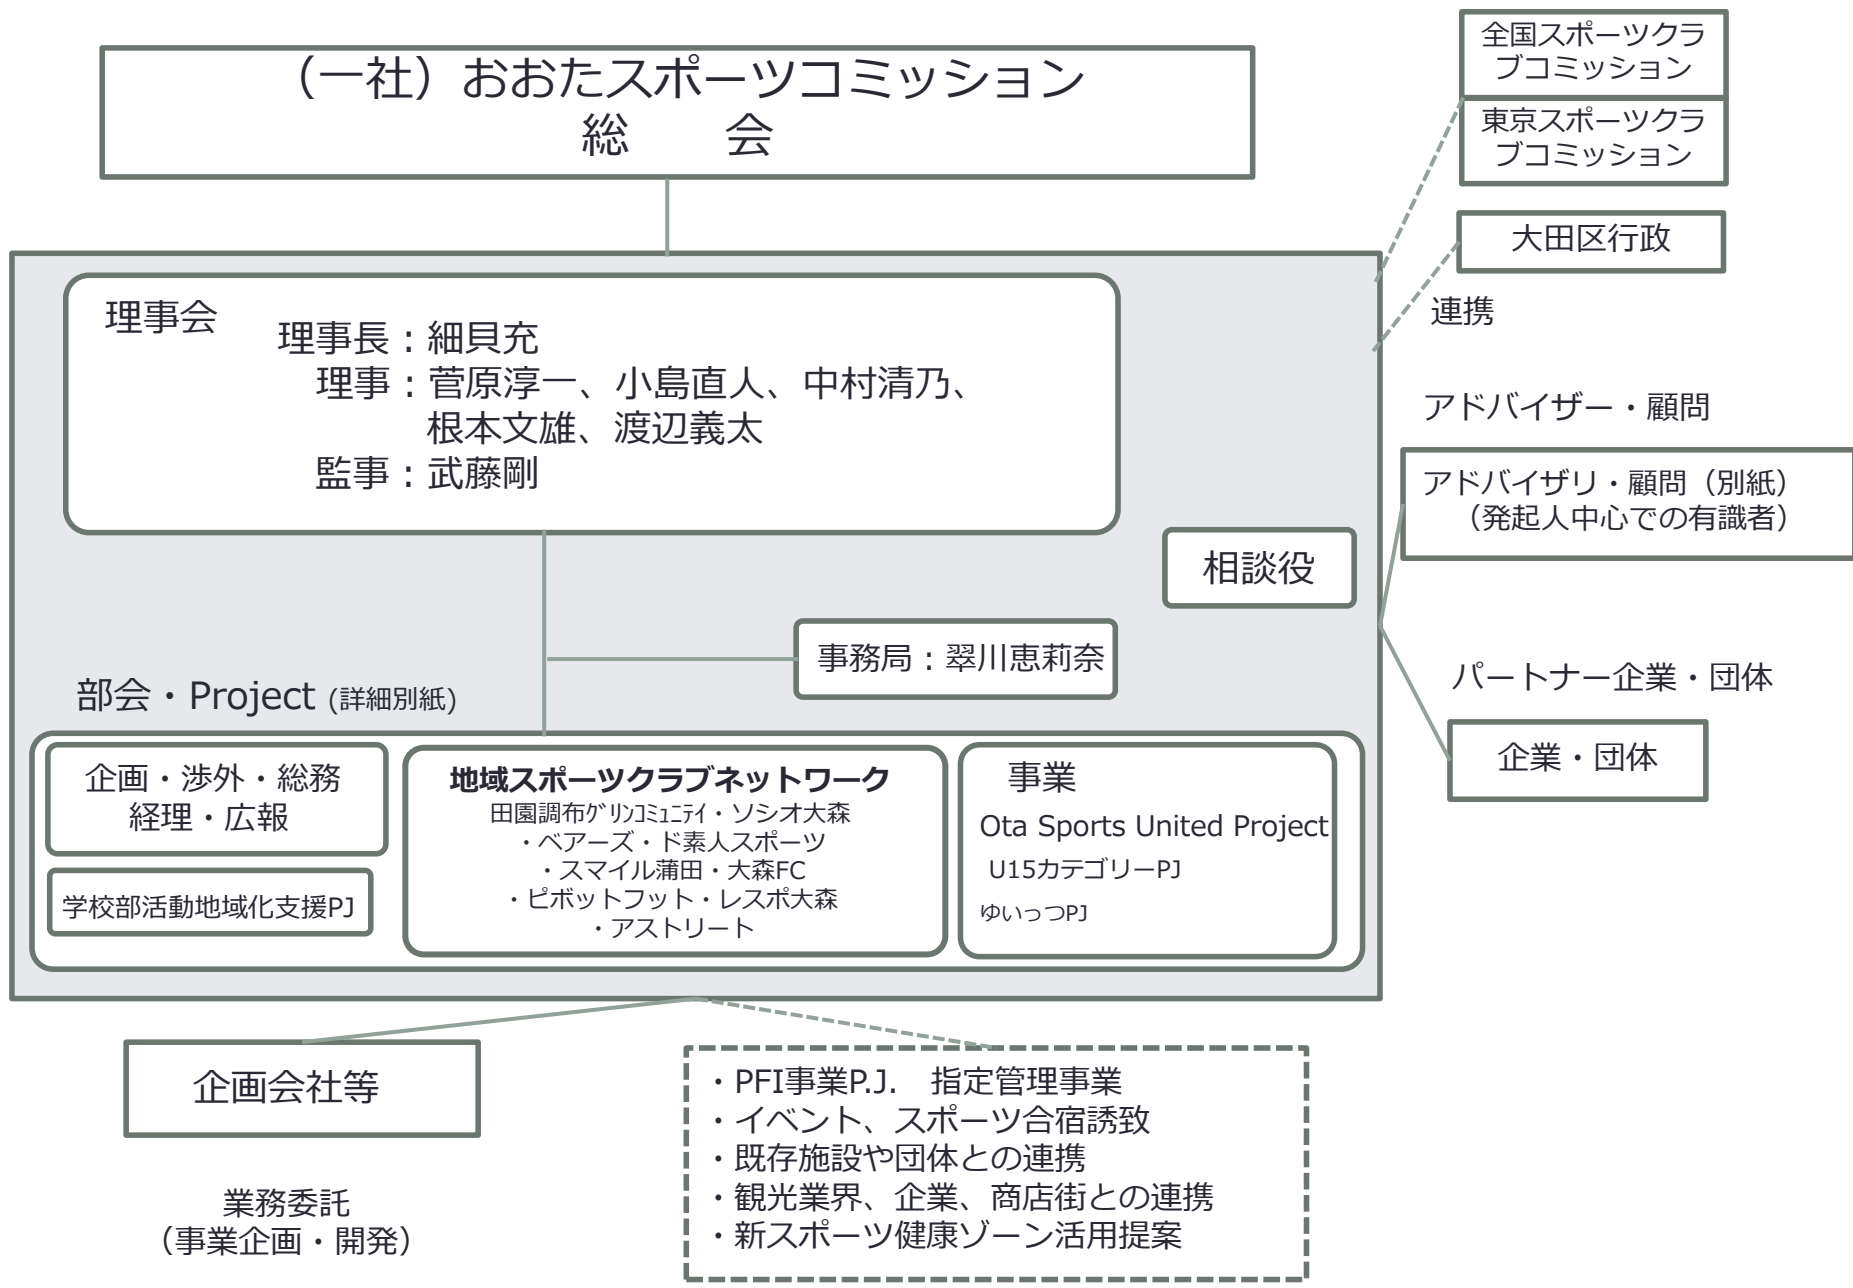 （一社）おおたスポーツコミッション
総　　会
全国スポーツクラ
ブコミッション
東京スポーツクラ
ブコミッション
大田区行政
連携
理事会
理事長：細貝充
理事：菅原淳一、小島直人、中村清乃、
根本文雄、渡辺義太
監事：武藤剛
アドバイザー・顧問
アドバイザリ・顧問（別紙）
（発起人中心での有識者）
相談役
事務局：翠川恵莉奈
パートナー企業・団体
企業・団体
部会・Project (詳細別紙)
企画・渉外・総務
経理・広報
学校部活動地域化支援PJ
地域スポーツクラブネットワーク
田園調布ｸﾞﾘﾝｺﾐｭﾆﾃｲ・ソシオ大森
・ベアーズ・ド素人スポーツ
・スマイル蒲田・大森FC
・ピボットフット・レスポ大森
・アストリート
事業
Ota Sports United Project
U15カテゴリーPJ
ゆいっつPJ
企画会社等
業務委託
（事業企画・開発）
・PFI事業P.J.　指定管理事業
・イベント、スポーツ合宿誘致
・既存施設や団体との連携
・観光業界、企業、商店街との連携
・新スポーツ健康ゾーン活用提案